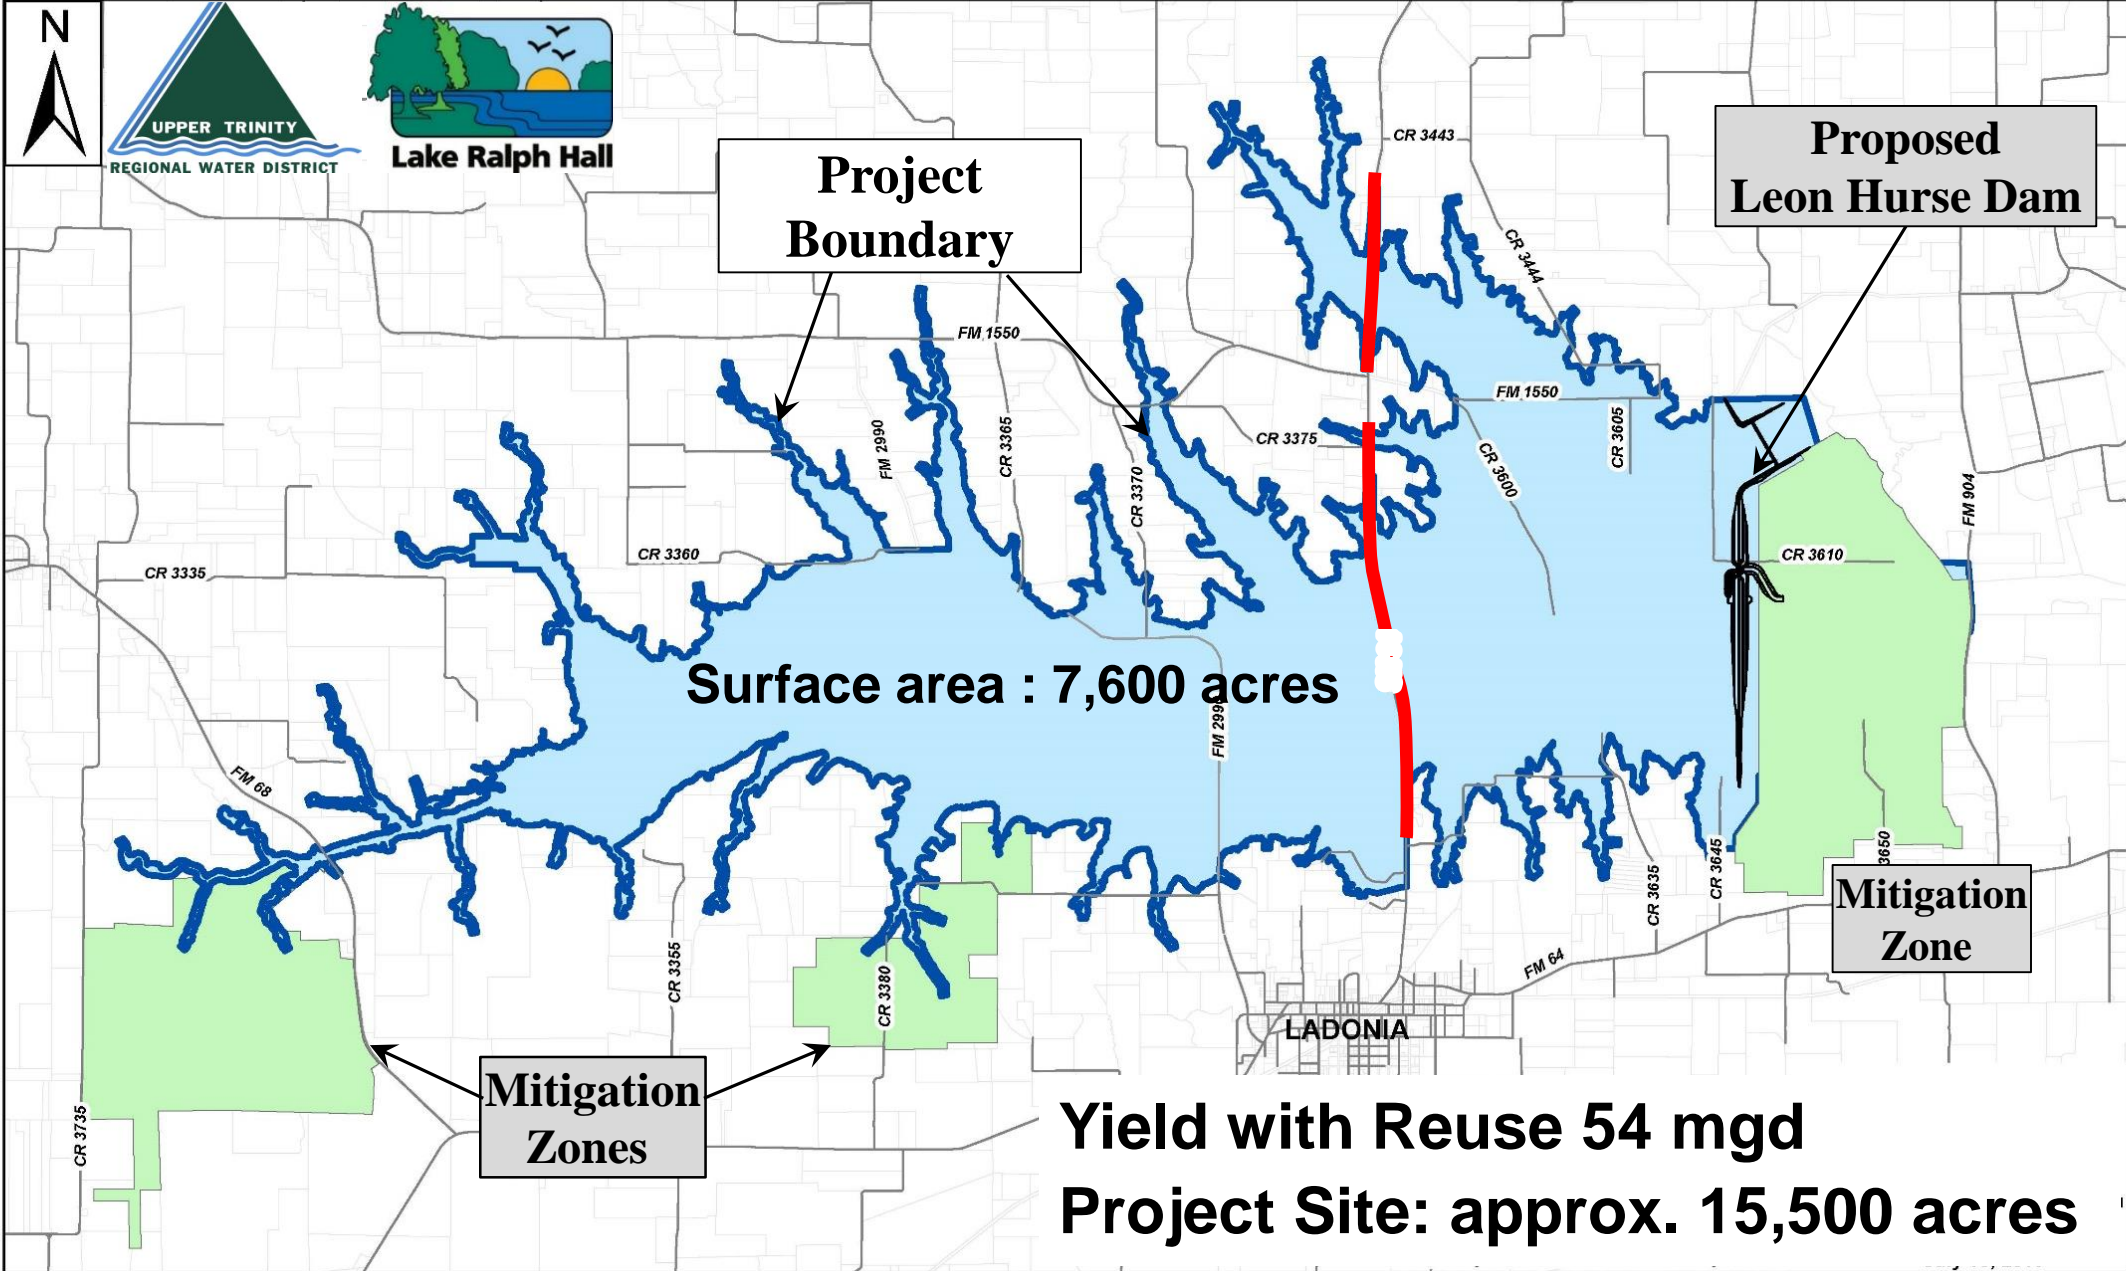 N
UPPER TRINITY
REGIONAL WATER DISTRICT
Lake Ralph Hall
Project
Boundary
Proposed
Leon Hurse Dam
CR 3443
CR 3444
FM 1550
FM 1550
CR 3605
CR 3375
CR 3365
FM 2990
CR 3370
CR 3600
FM 904
CR 3360
CR 3335
CR 3610
Surface area : 7,600 acres
FM 299
FM 68
3650
CR 3645
CR 3635
Mitigation
Zone
CR 3355
CR 3380
FM 64
LADONIA
Mitigation
Zones
CR 3735
Yield with Reuse 54 mgd
Project Site: approx. 15,500 acres